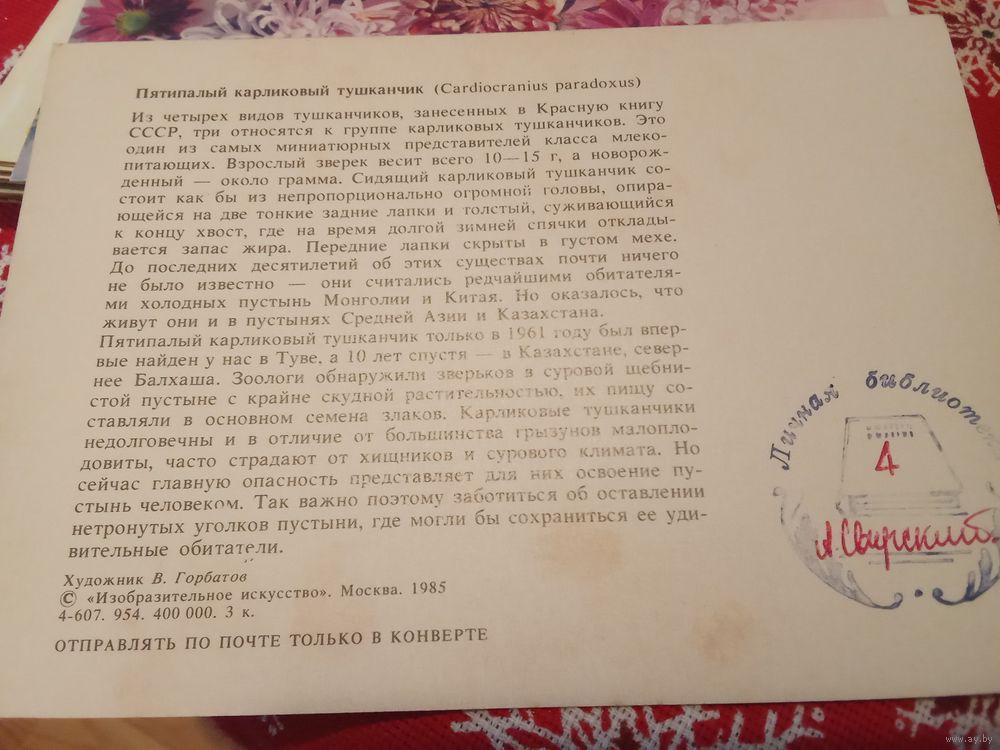 Пятипалый карликовый тушканчик (Cardiocranius paradoxus)
Из четырех видов тушканчиков, занесенных в Красную книгу
СССР, три относятся к группе карликовых тушканчиков. Это
один из самых миниатюрных представителей класса млеко-
питающих. Взрослый зверек весит всего 10—15 г, а новорож-
денный — около грамма. Сидящий карликовый тушканчик со-
стоит как бы из непропорционально огромной головы, опира-
ющейся на две тонкие задние лапки и толстый, суживающийся
к концу хвост, где на время долгой зимней спячки отклады-
вается запас жира. Передние лапки скрыты в густом мехе.
До последних десятилетий об этих существах почти ничего
не было известно — они считались редчайшими обитателя-
ми холодных пустынь Монголии и Китая. Но оказалось, что
живут они и в пустынях Средней Азии и Казахстана.
Пятипалый карликовый тушканчик только в 1961 году был впер-
вые найден у нас в Туве, а 10 лет спустя — в Казахстане, север-
нее Балхаша. Зоологи обнаружили зверьков в суровой щебни-
стой пустыне с крайне скудной растительностью, их пищу со-
ставляли в основном семена злаков. Карликовые тушканчики
недолговечны и в отличие от большинства грызунов малопло-
довиты, часто страдают от хищников и сурового климата. Но
сейчас главную опасность представляет для них освоение пу-
стынь человеком. Так важно поэтому заботиться об оставлении
нетронутых уголков пустыни, где могли бы сохраниться ее уди-
вительные обитатели.
Художник В. Горбатов
© «Изобразительное искусство». Москва. 1985
4-607. 954. 400 000. 3 к.
ОТПРАВЛЯТЬ ПО ПОЧТЕ ТОЛЬКО В КОНВЕРТЕ
Личная библиотека
4
www.ay.by